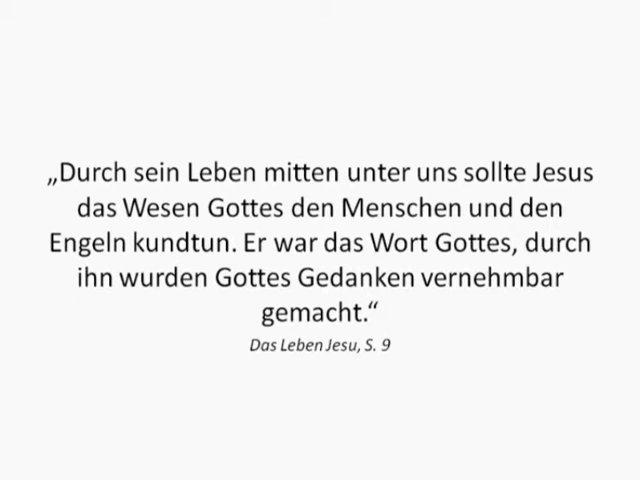 „Durch sein Leben mitten unter uns sollte Jesus
das Wesen Gottes den Menschen und den
Engeln kundtun. Er war das Wort Gottes, durch
ihn wurden Gottes Gedanken vernehmbar
gemacht.“
Das Leben Jesu, S. 9